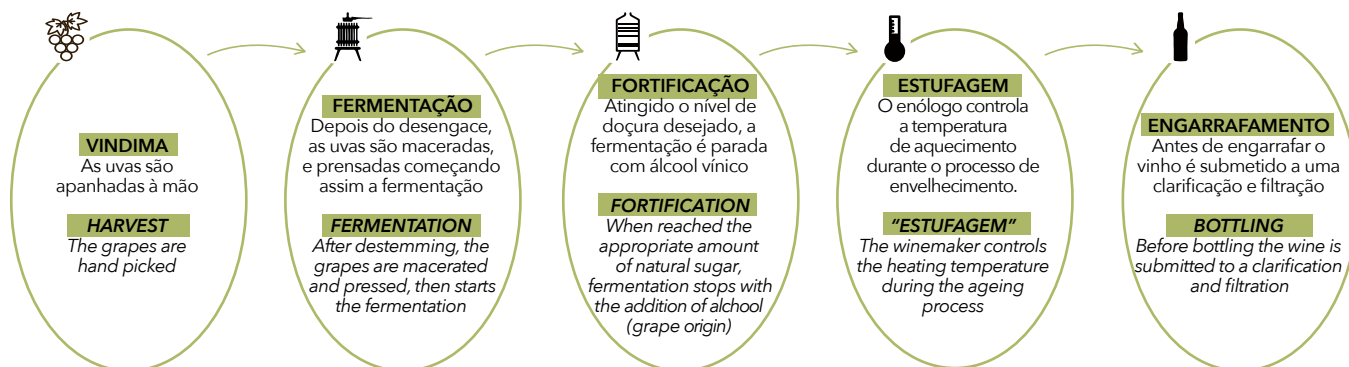 VINDIMA
As uvas são
apanhadas à mão
HARVEST
The grapes are
hand picked
FERMENTAÇÃO
Depois do desengace,
as uvas são maceradas,
e prensadas começando
assim a fermentação
FERMENTATION
After destemming, the
grapes are macerated
and pressed, then starts
the fermentation
FORTIFICAÇÃO
Atingido o nível de
doçura desejado, a
fermentação é parada
com álcool vínico
FORTIFICATION
When reached the
appropriate amount
of natural sugar,
fermentation stops with
the addition of alchool
(grape origin)
ESTUFAGEM
O enólogo controla
a temperatura
de aquecimento
durante o processo de
envelhecimento.
"ESTUFAGEM"
The winemaker controls
the heating temperature
during the ageing
process
ENGARRAFAMENTO
Antes de engarrafar o
vinho é submetido a uma
clarificação e filtração
BOTTLING
Before bottling the wine is
submitted to a clarification
and filtration